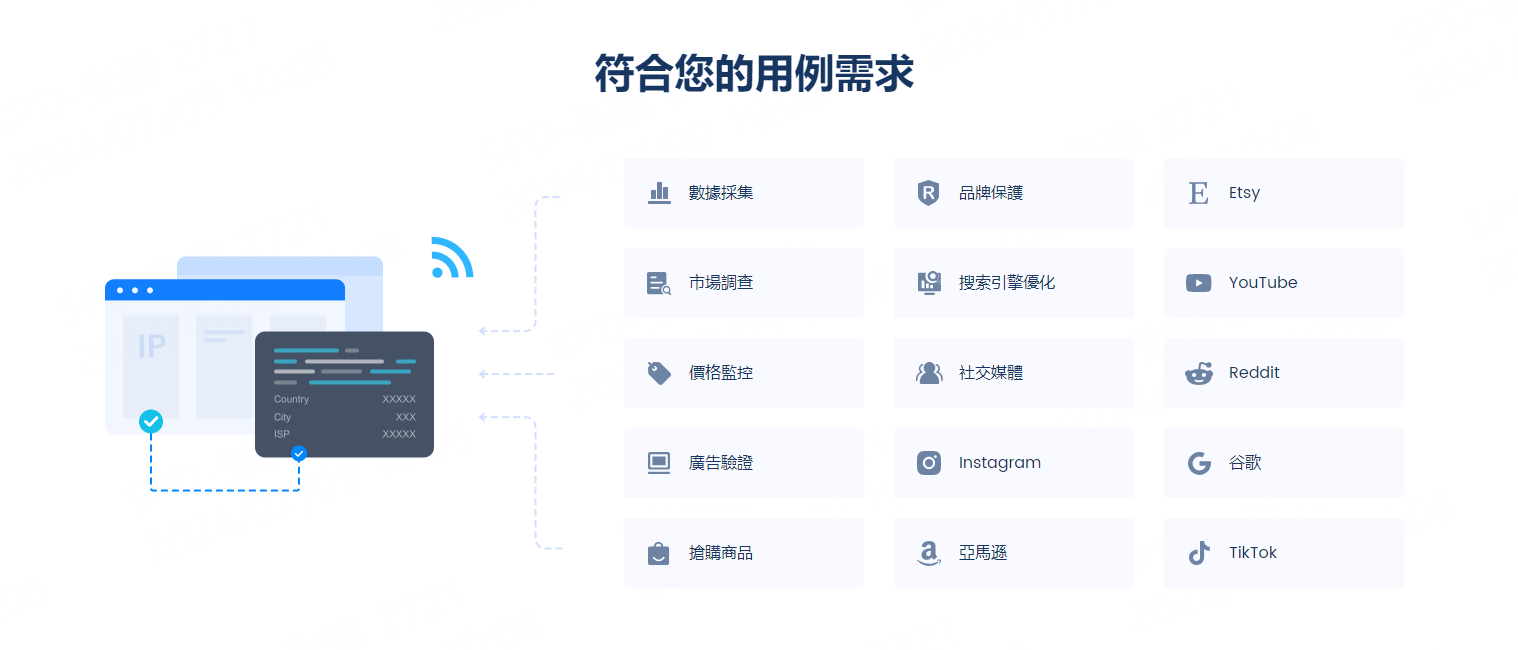 符合您的用例需求
IP
Country XXXXX
City XXX
ISP XXXXX
數據採集
品牌保護
Etsy
市場調查
搜索引擎優化
YouTube
價格監控
社交媒體
Reddit
廣告驗證
Instagram
谷歌
搶購商品
亞馬遜
TikTok